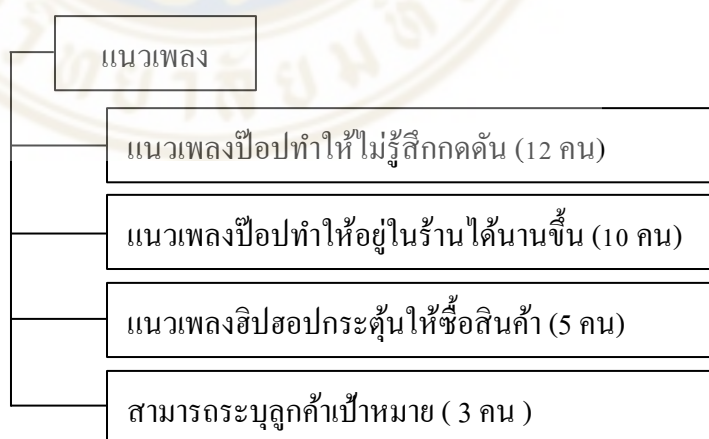 แนวเพลง
แนวเพลงป๊อปทำให้ไม่รู้สึกกดดัน (12 คน)
แนวเพลงป๊อปทำให้อยู่ในร้านได้นานขึ้น (10 คน)
แนวเพลงฮิปฮอปกระตุ้นให้ซื้อสินค้า (5 คน)
สามารถระบุลูกค้าเป้าหมาย ( 3 คน )